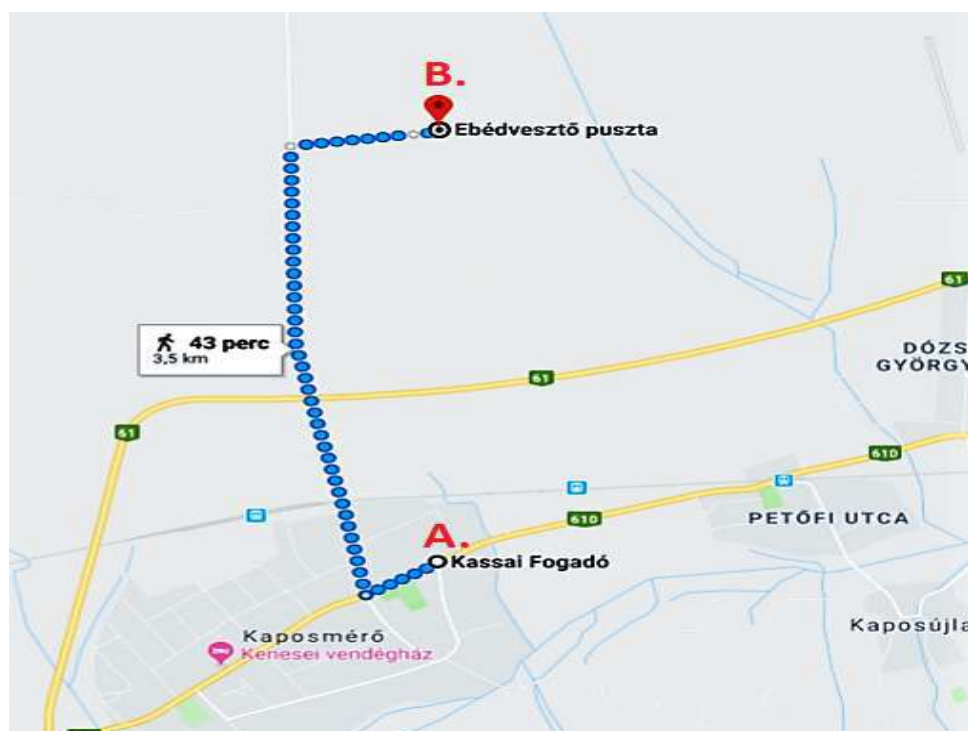 B.
Ebédvesztő puszta
61
43 perc
3,5 km
DÓZS
GYÖRGY
61
61
610
A.
610
PETŐFI UTCA
Kassai Fogadó
Kaposmérő
Kenesei vendégház
Kaposújla